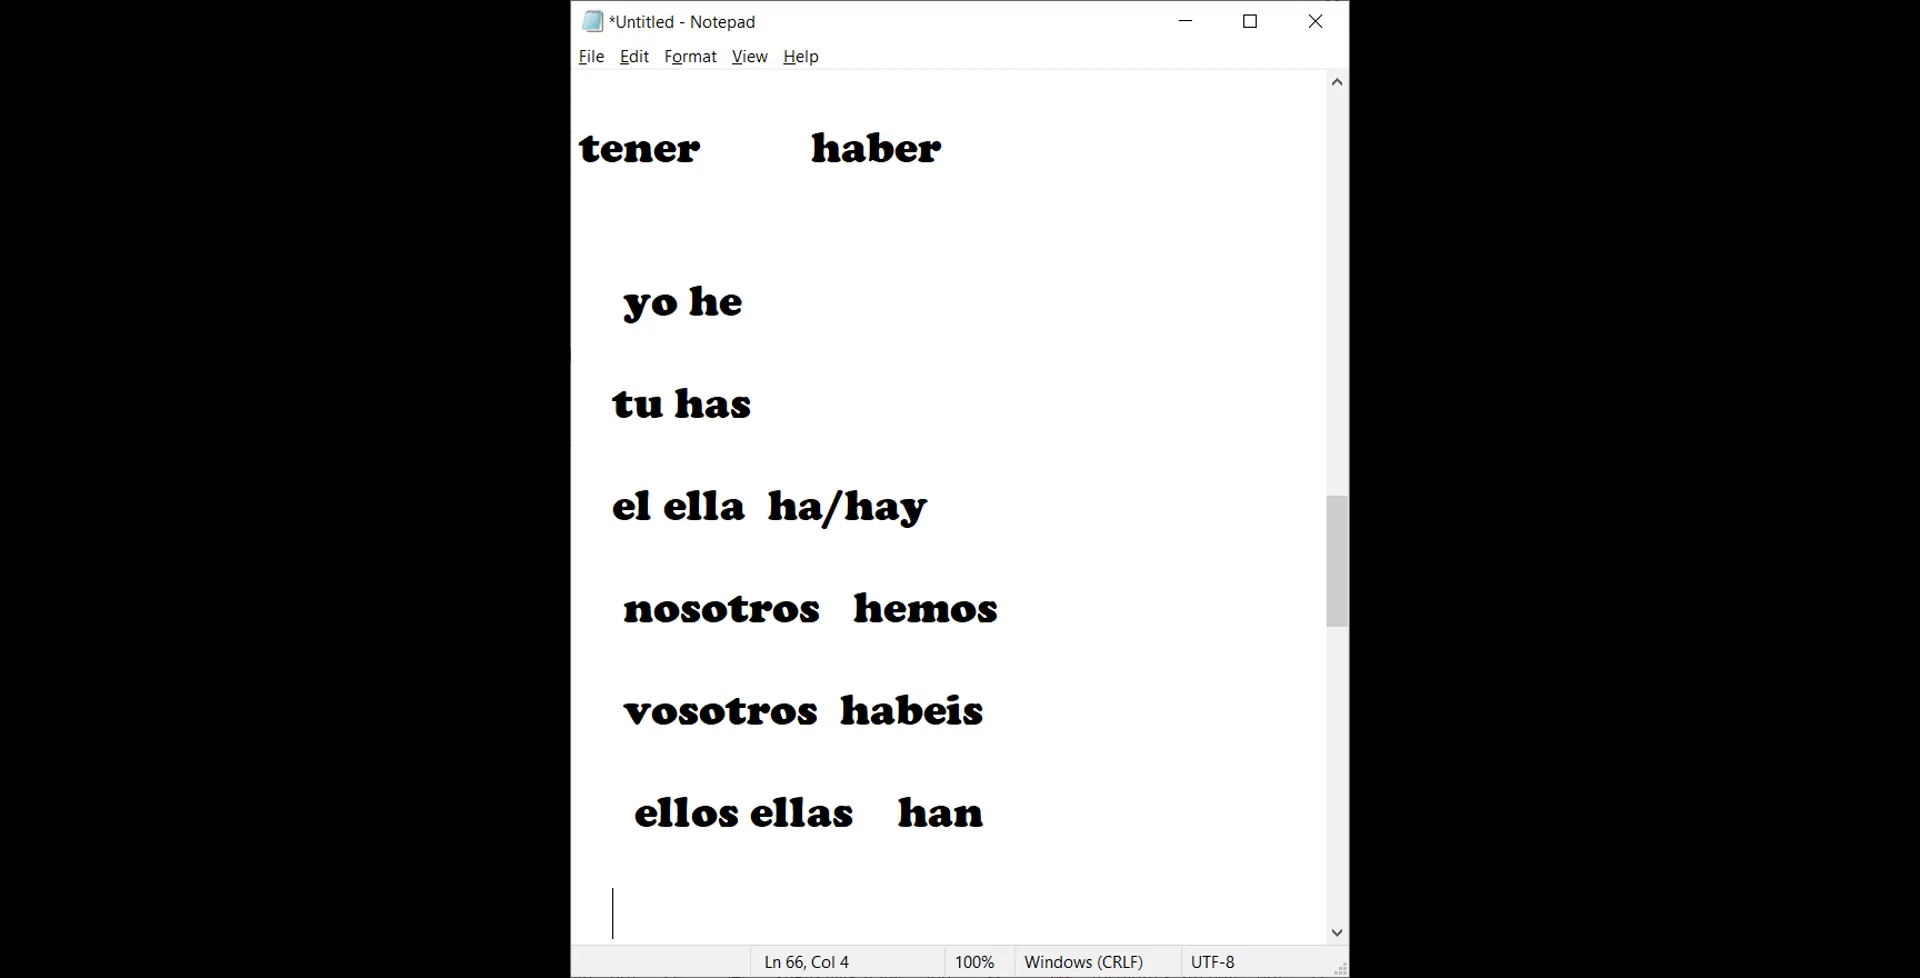 *Untitled - Notepad
File Edit Format View Help
tener haber
yo he
tu has
el ella ha/hay
nosotros hemos
vosotros habeis
ellos ellas han
Ln 66, Col 4 100% Windows (CRLF) UTF-8